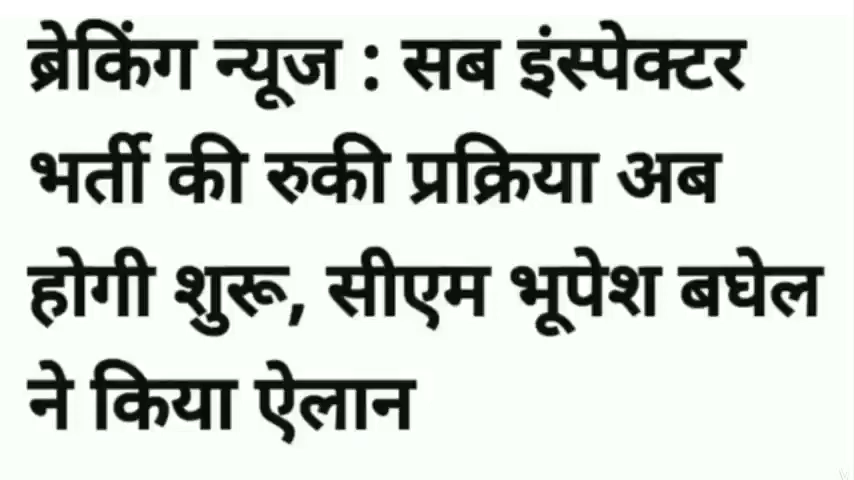 ब्रेकिंग न्यूज : सब इंस्पेक्टर
भर्ती की रुकी प्रक्रिया अब
होगी शुरू, सीएम भूपेश बघेल
ने किया ऐलान